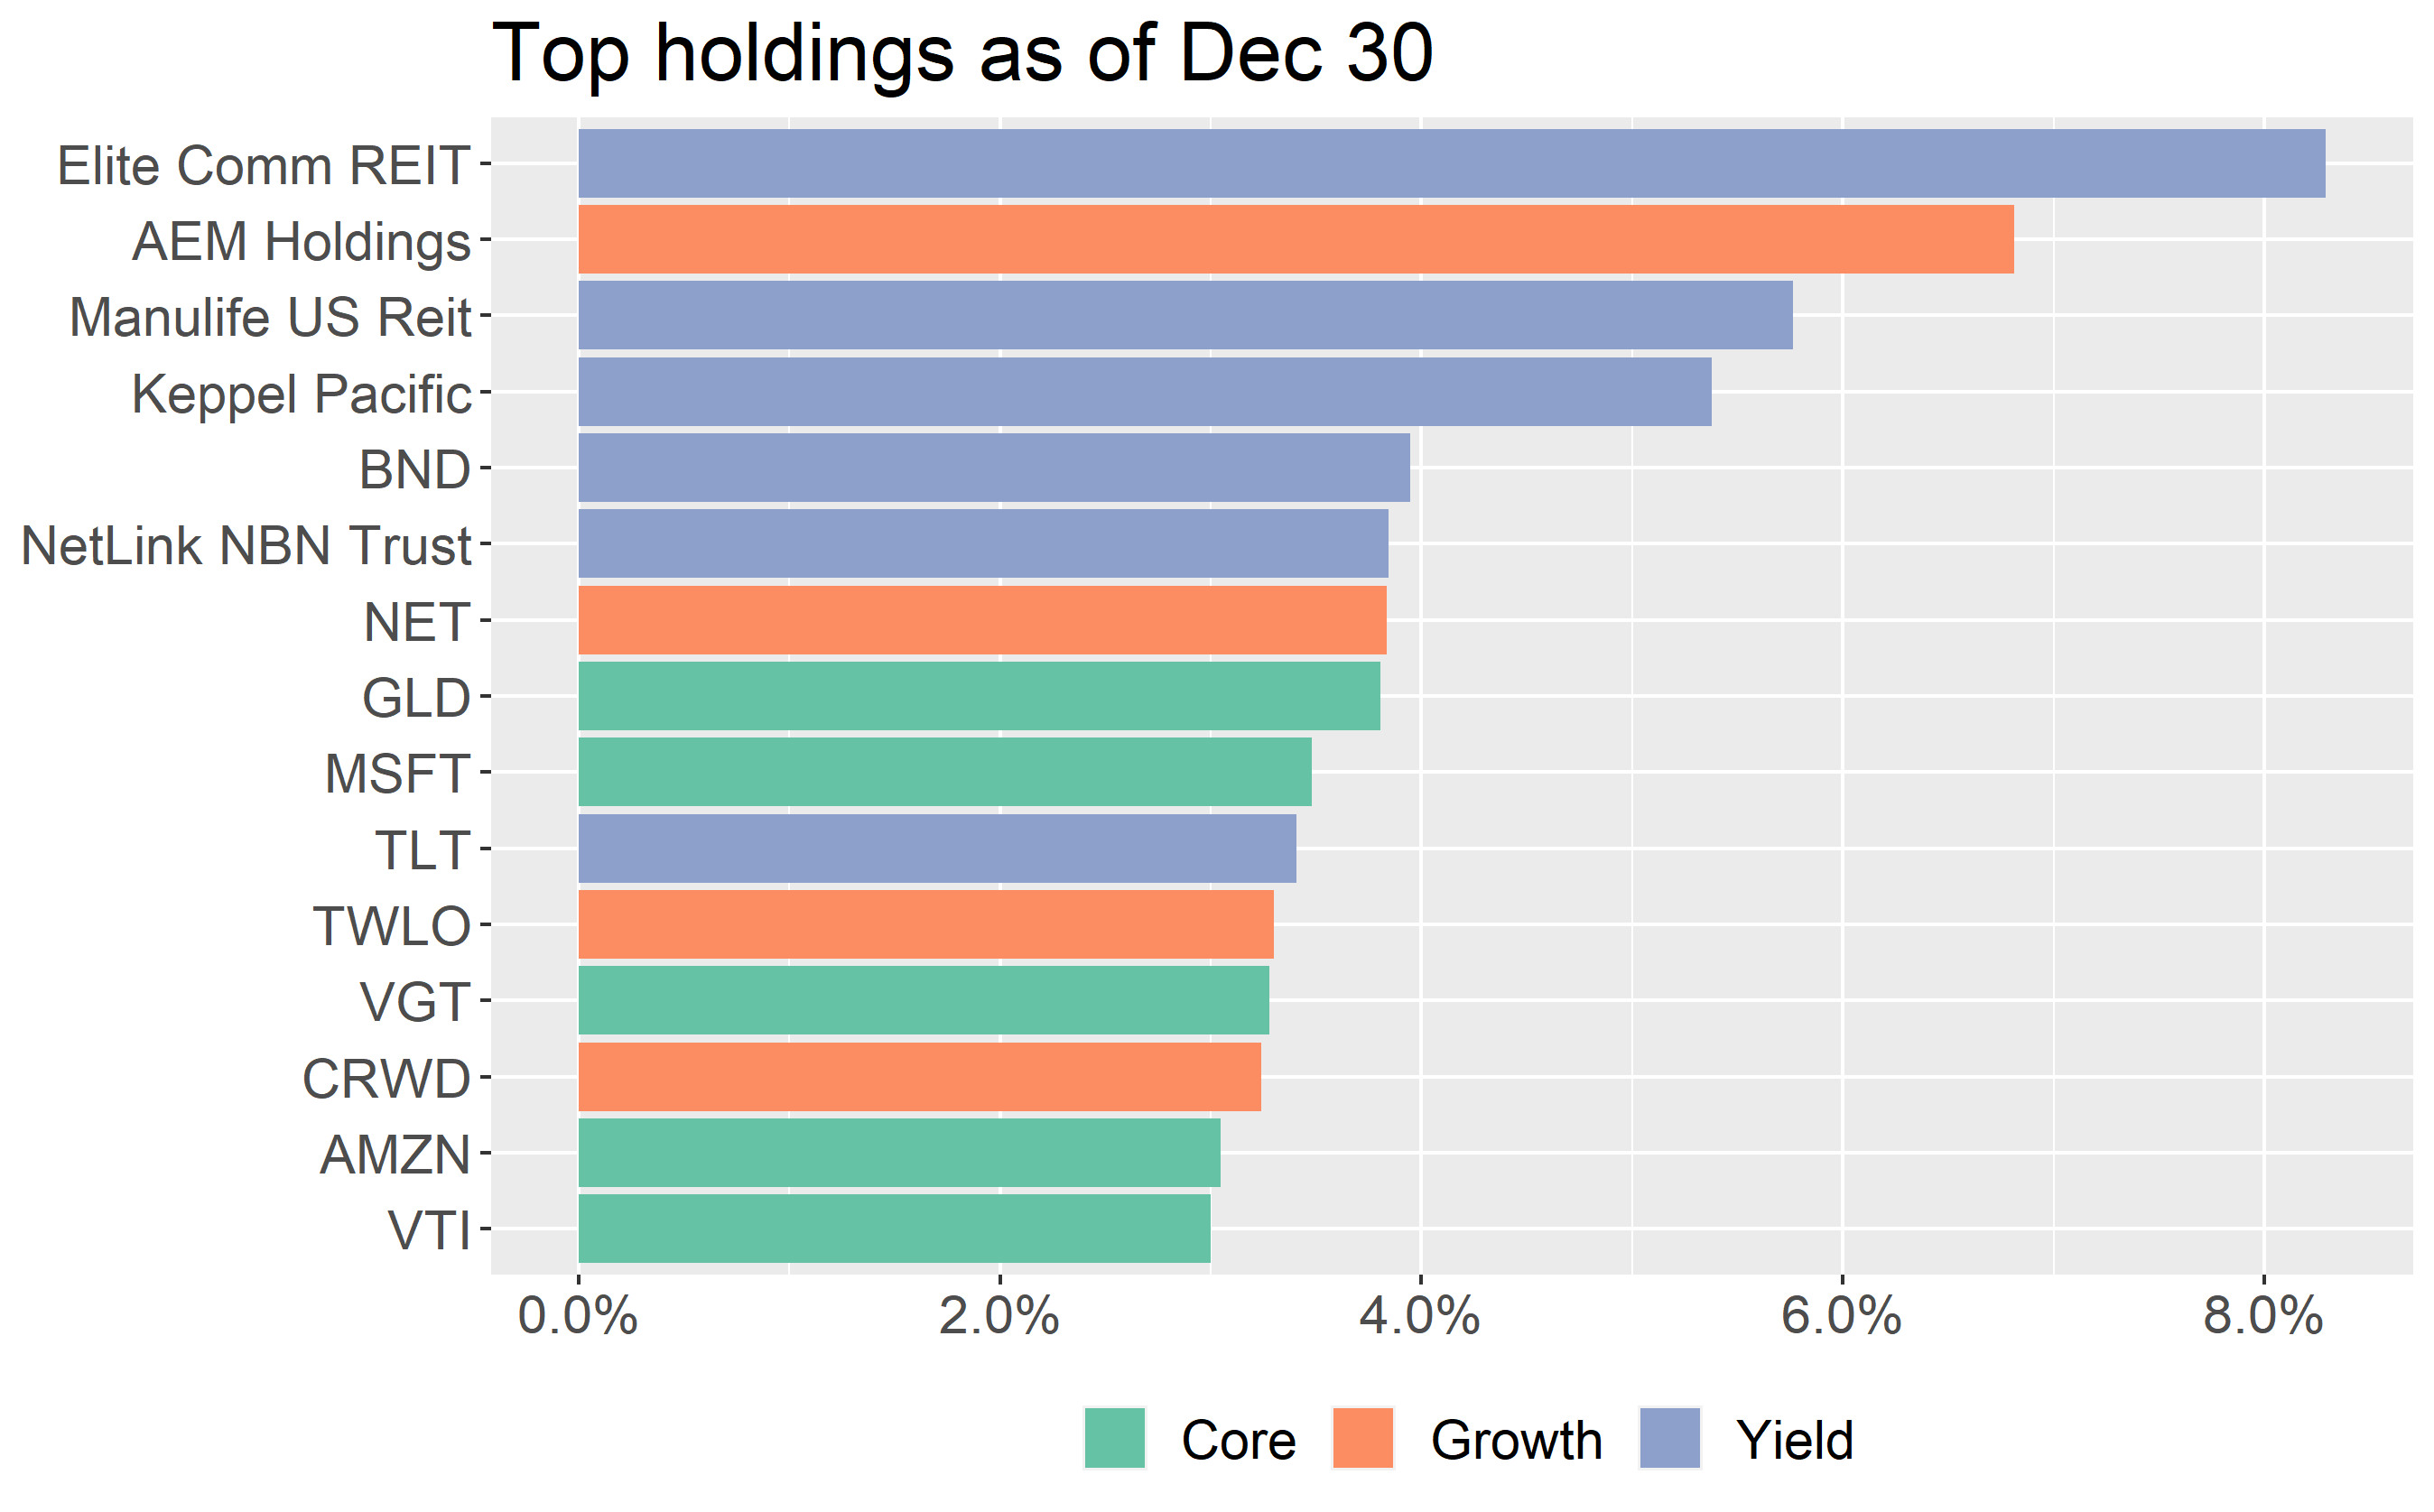 Top holdings as of Dec 30
Elite Comm REIT
AEM Holdings
Manulife US Reit
Keppel Pacific
BND
NetLink NBN Trust
NET
GLD
MSFT
TLT
TWLO
VGT
CRWD
AMZN
VTI
0.0% 2.0% 4.0% 6.0% 8.0%
Core Growth Yield